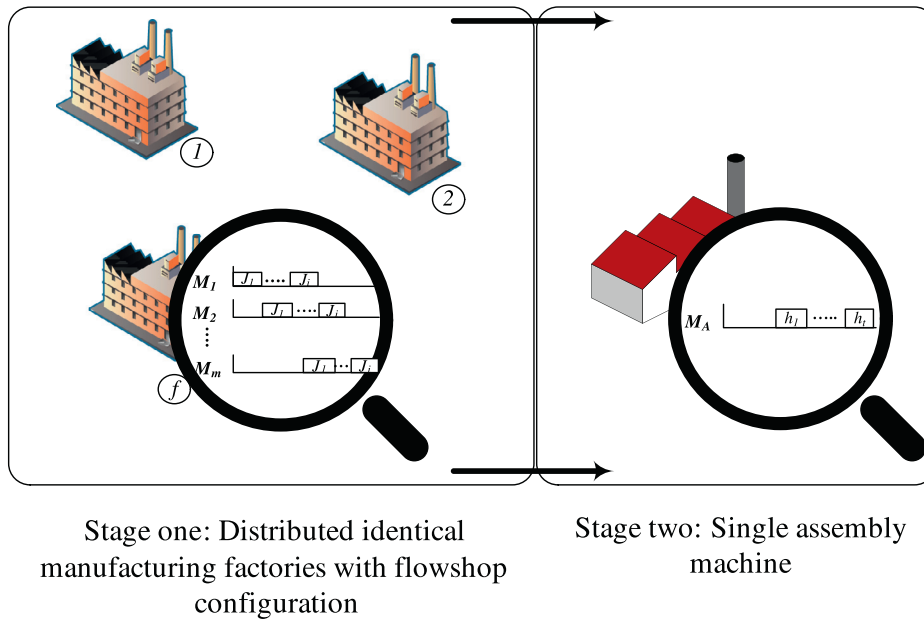 1
2
f
M1
J1 ..... Ji
M2
J1 ..... Ji
Mm
J1 ... Ji
MA
h1 ..... ht
Stage one: Distributed identical
manufacturing factories with flowshop
configuration
Stage two: Single assembly
machine